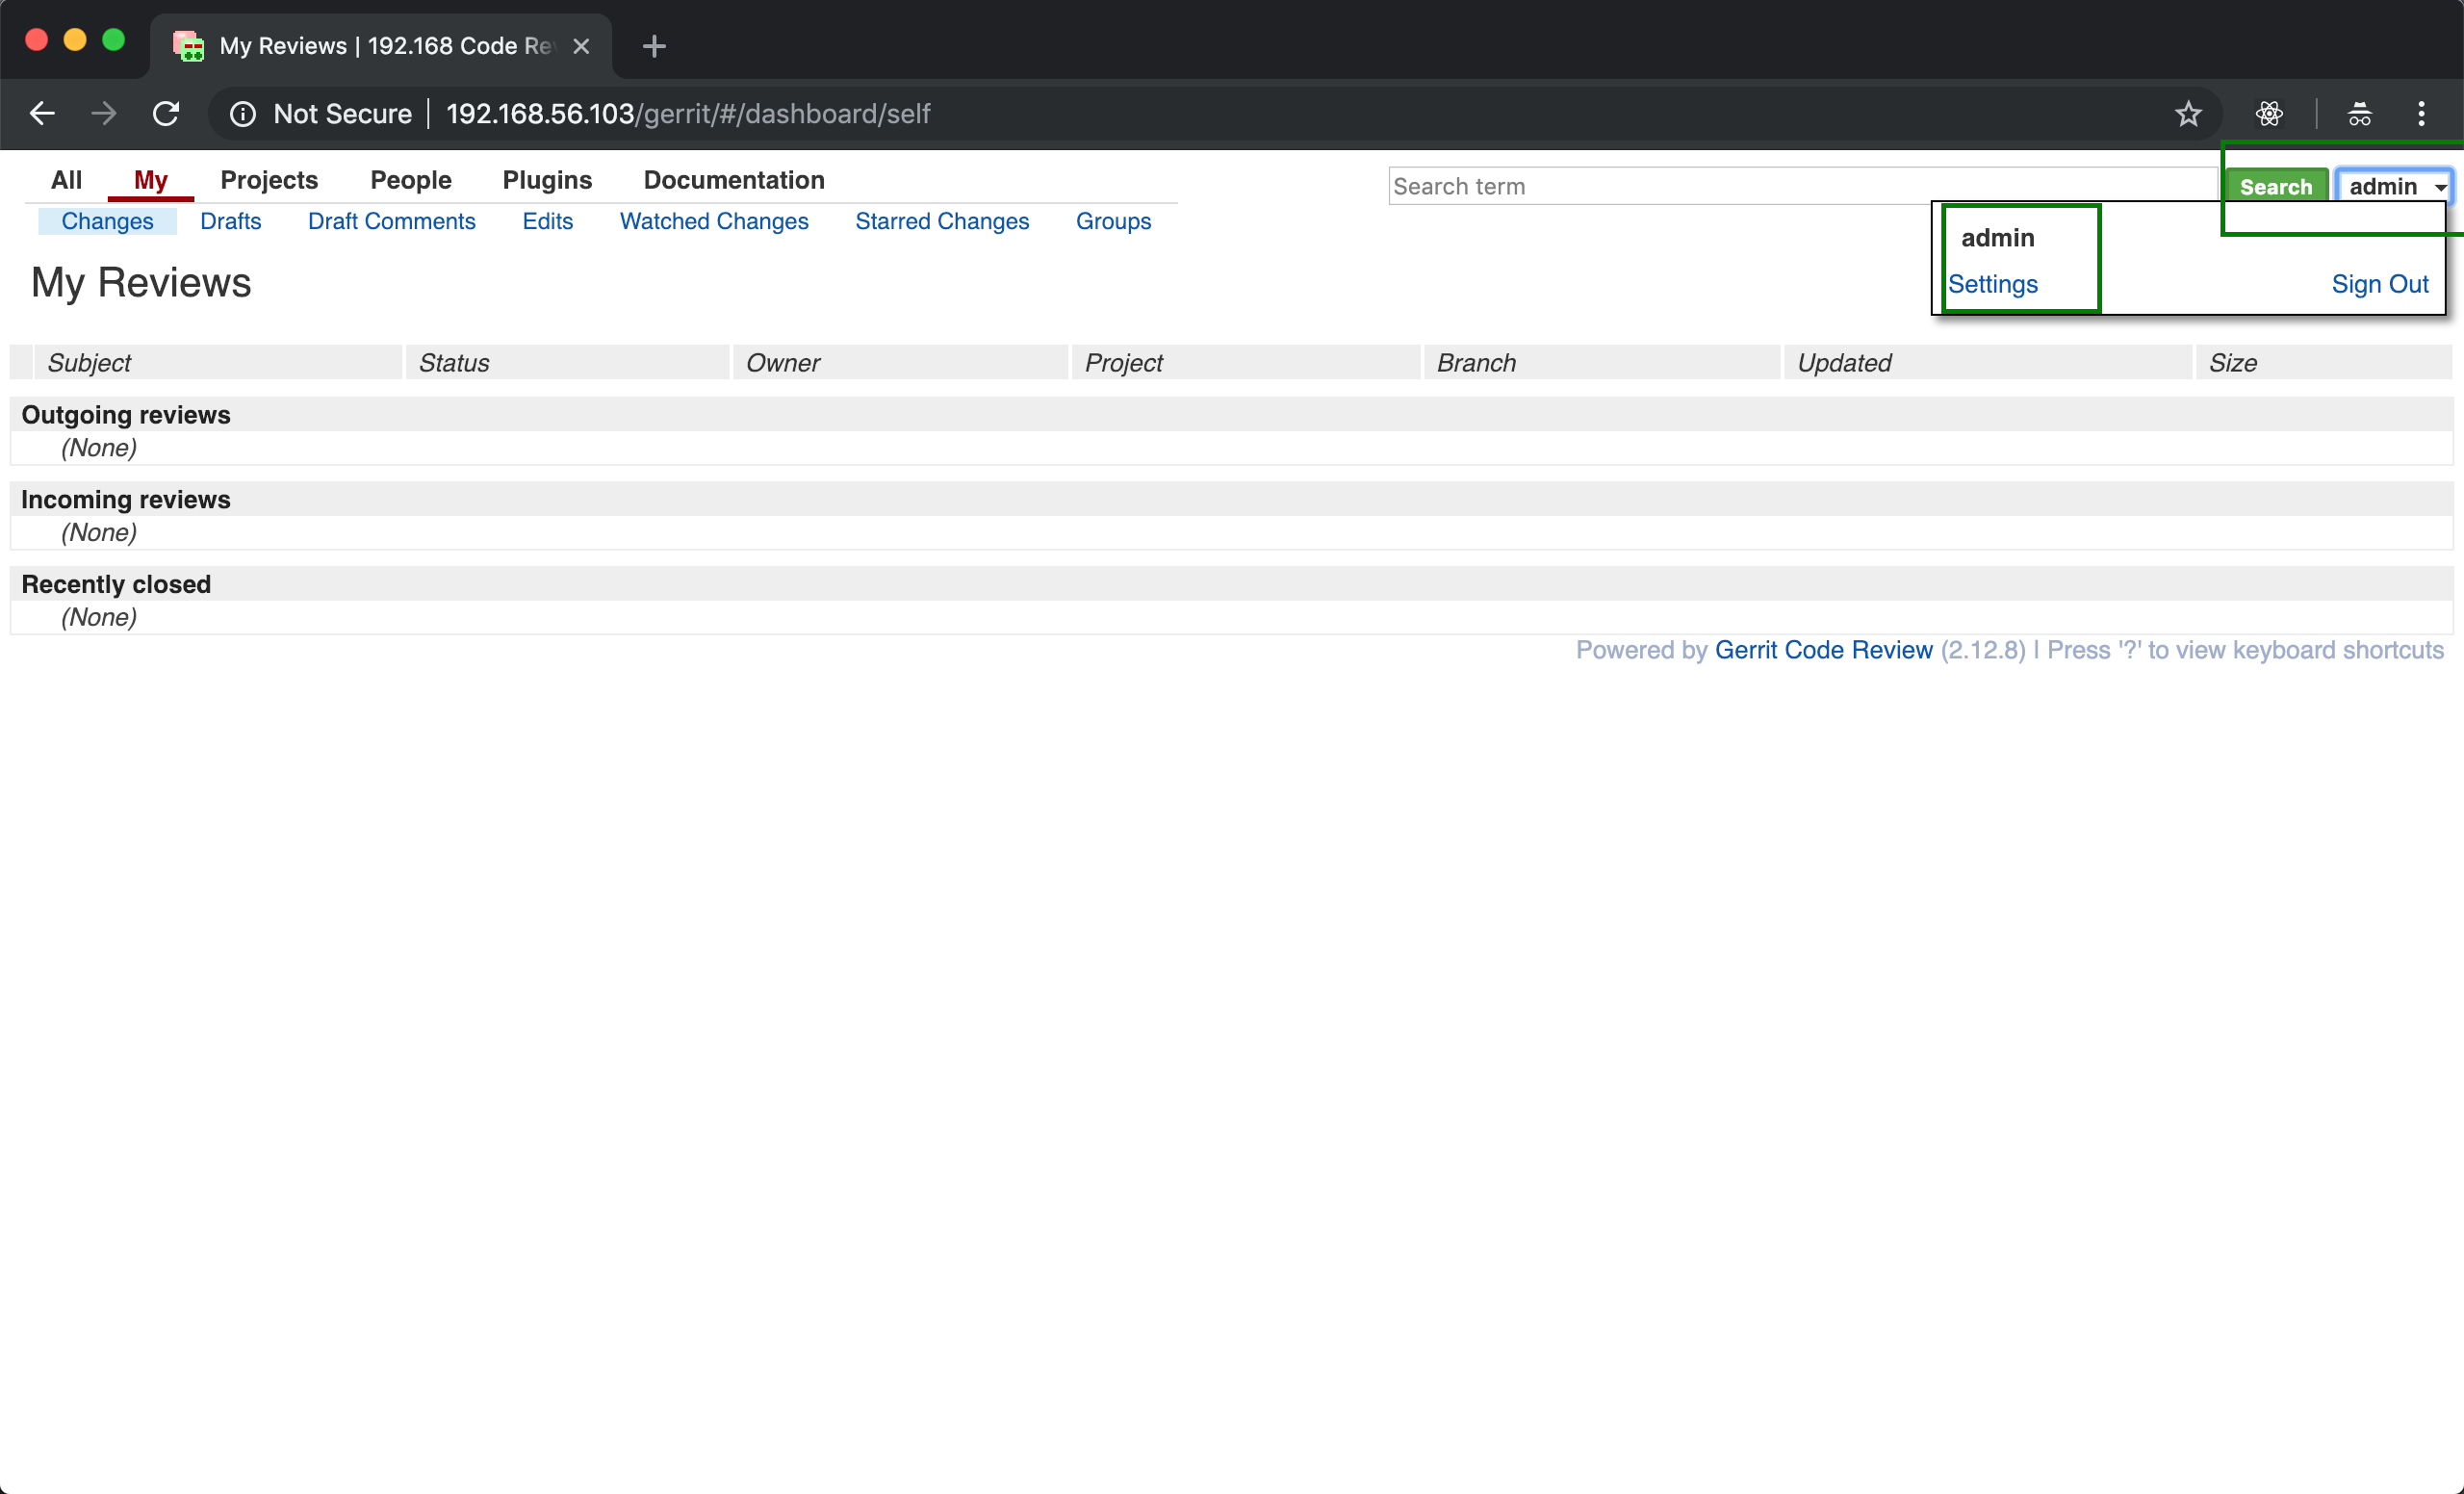 My Reviews | 192.168 Code Re
Not Secure 192.168.56.103/gerrit/#/dashboard/self
All My Projects People Plugins Documentation
Search term Search admin
Changes Drafts Draft Comments Edits Watched Changes Starred Changes Groups
admin
Settings Sign Out
My Reviews
Subject Status Owner Project Branch Updated Size
Outgoing reviews
(None)
Incoming reviews
(None)
Recently closed
(None)
Powered by Gerrit Code Review (2.12.8) | Press '?' to view keyboard shortcuts